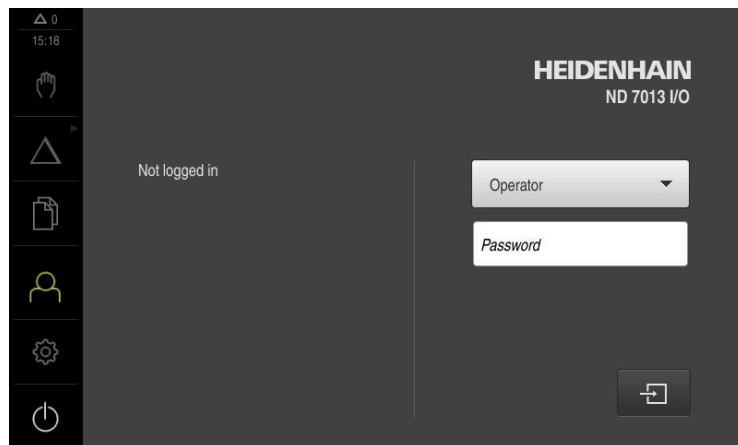 △ 0
15:18
HEIDENHAIN
ND 7013 I/O
Not logged in
Operator
Password